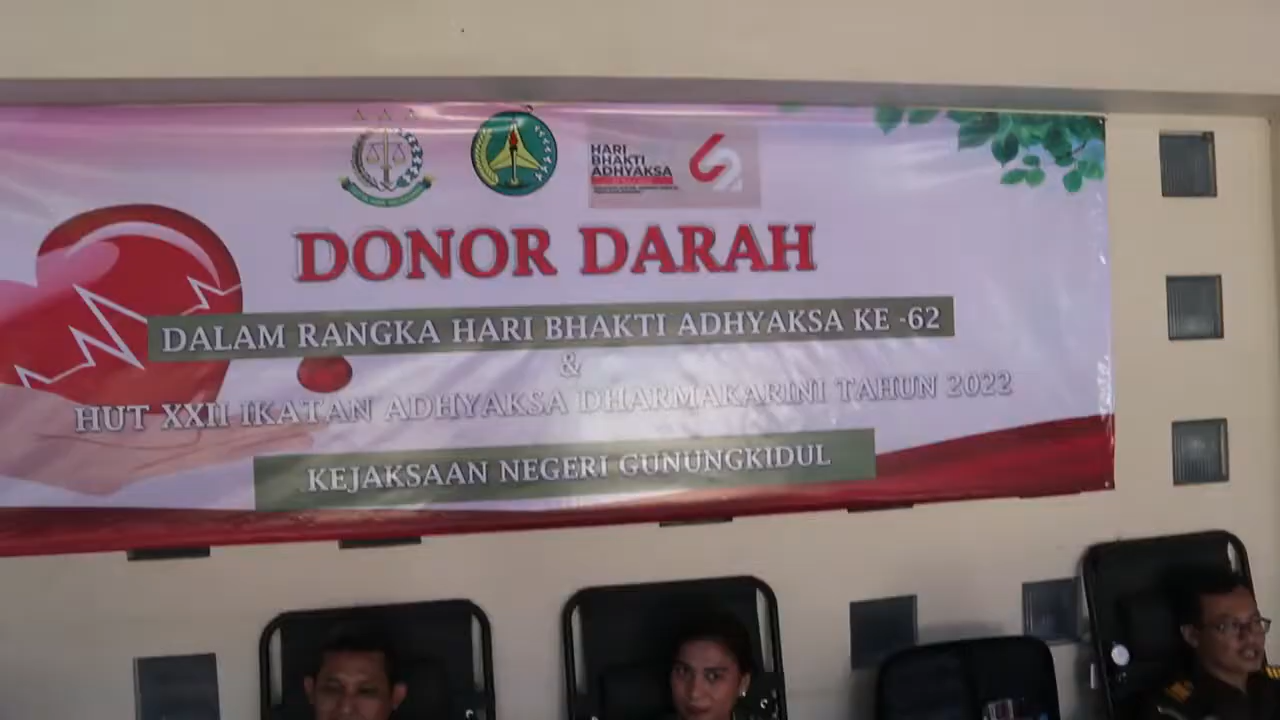 HARI
BHAKTI
ADHYAKSA
62
DONOR DARAH
DALAM RANGKA HARI BHAKTI ADHYAKSA KE -62
&
HUT XXII IKATAN ADHYAKSA DHARMAKARINI TAHUN 2022
KEJAKSAAN NEGERI GUNUNGKIDUL